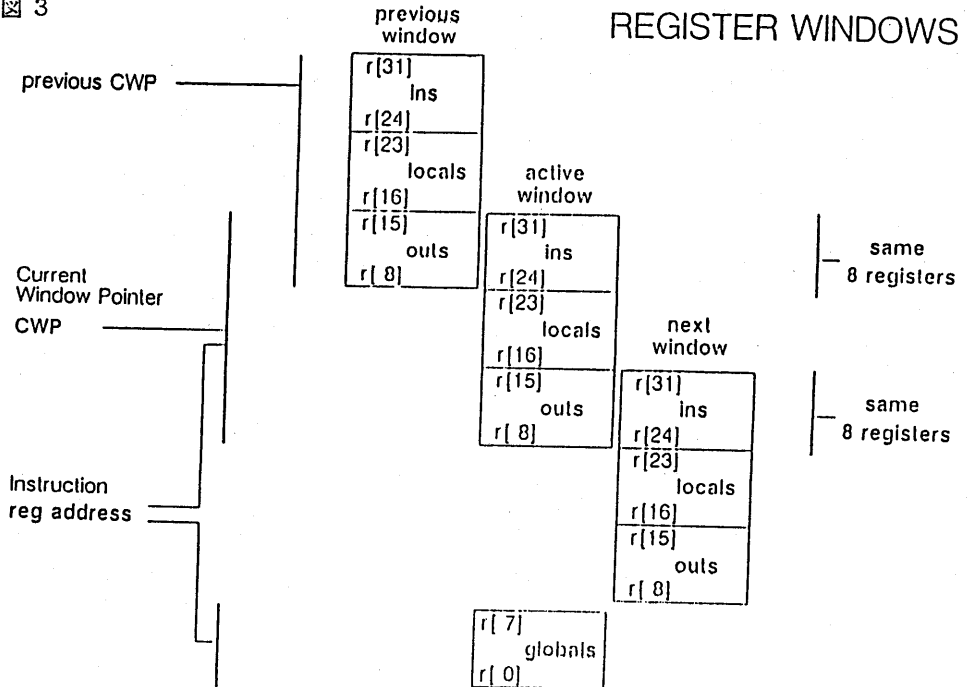 図 3
REGISTER WINDOWS
previous
window
previous CWP
r[31]
Ins
r[24]
r[23]
locals
r[16]
r[15]
outs
r[ 8]
active
window
r[31]
ins
r[24]
r[23]
locals
r[16]
r[15]
outs
r[ 8]
same
8 registers
Current
Window Pointer
CWP
next
window
r[31]
ins
r[24]
r[23]
locals
r[16]
r[15]
outs
r[ 8]
same
8 registers
Instruction
reg address
r[ 7]
globals
r[ 0]